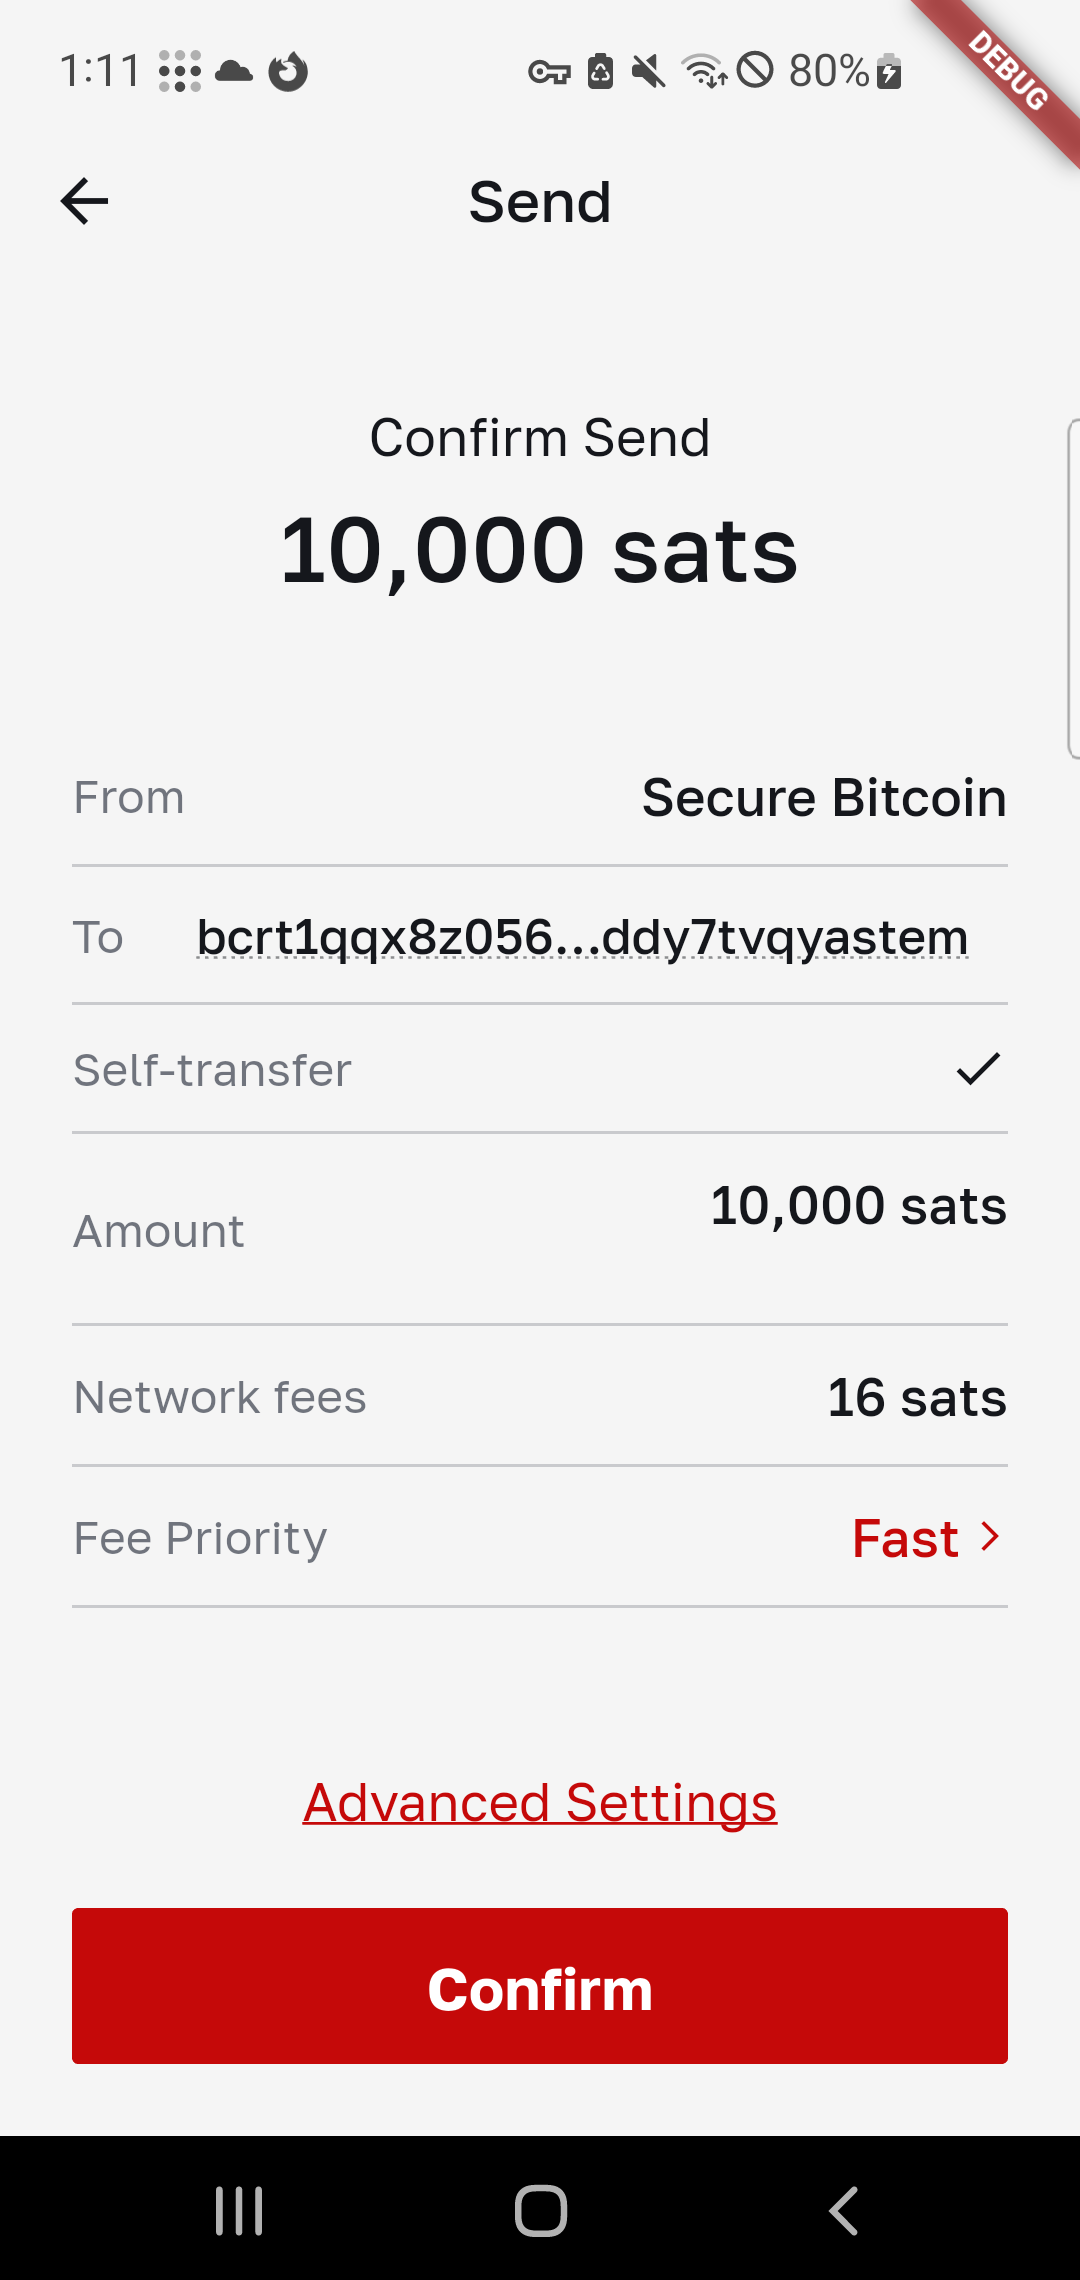 1:11 80%
DEBUG
Send
Confirm Send
10,000 sats
From Secure Bitcoin
To bcrt1qqx8z056...ddy7tvqyastem
Self-transfer
Amount 10,000 sats
Network fees 16 sats
Fee Priority Fast
Advanced Settings
Confirm